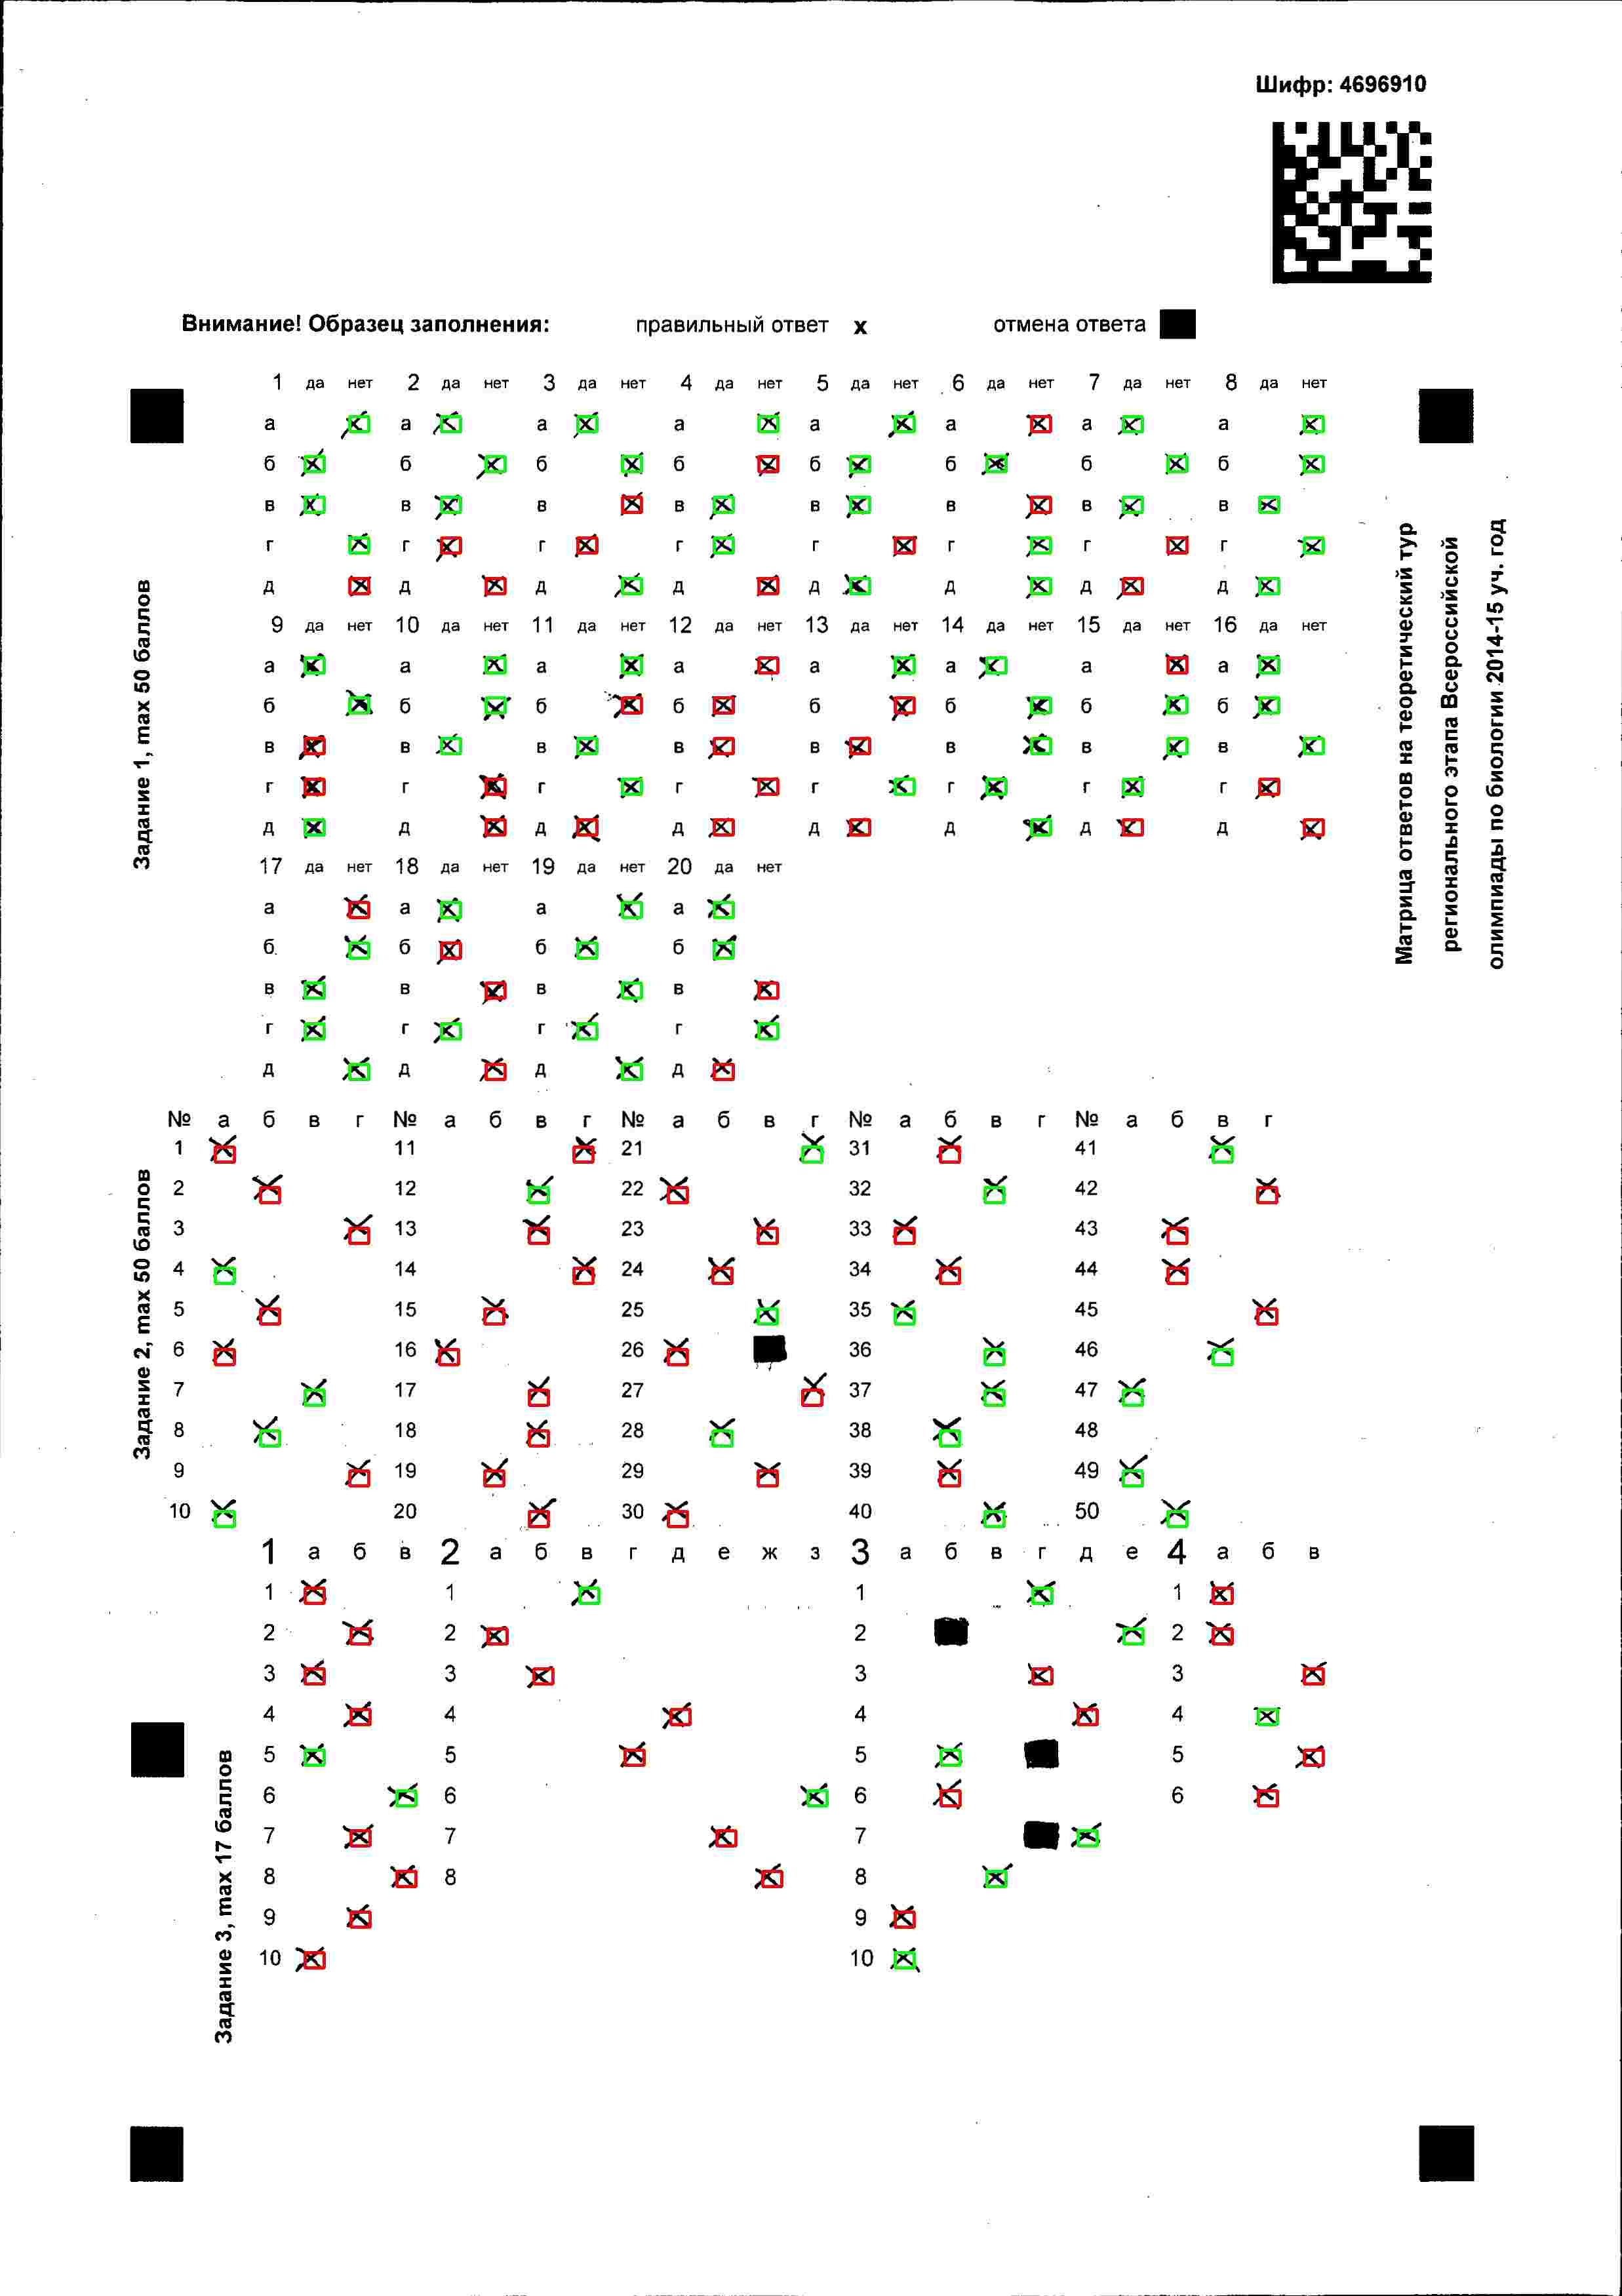 Шифр: 4696910
Внимание! Образец заполнения: правильный ответ х отмена ответа
1 да нет 2 да нет 3 да нет 4 да нет 5 да нет 6 да нет 7 да нет 8 да нет
а а а а а а а а
б б б б б б б б
в в в в в в в в
г г г г г г г г
д д д д д д д д
9 да нет 10 да нет 11 да нет 12 да нет 13 да нет 14 да нет 15 да нет 16 да нет
а а а а а а а а
б б б б б б б б
в в в в в в в в
г г г г г г г г
д д д д д д д д
17 да нет 18 да нет 19 да нет 20 да нет
а а а а
б б б б
в в в в
г г г г
д д д д
Задание 1, max 50 баллов
Матрица ответов на теоретический тур
регионального этапа Всероссийской
олимпиады по биологии 2014-15 уч. год
№ а б в г № а б в г № а б в г № а б в г № а б в г
1 11 21 31 41
2 12 22 32 42
3 13 23 33 43
4 14 24 34 44
5 15 25 35 45
6 16 26 36 46
7 17 27 37 47
8 18 28 38 48
9 19 29 39 49
10 20 30 40 50
Задание 2, max 50 баллов
1 а б в 2 а б в г д е ж з 3 а б в г д е 4 а б в
1 1 1 1
2 2 2 2
3 3 3 3
4 4 4 4
5 5 5 5
6 6 6 6
7 7 7
8 8 8
9 9
10 10
Задание 3, max 17 баллов